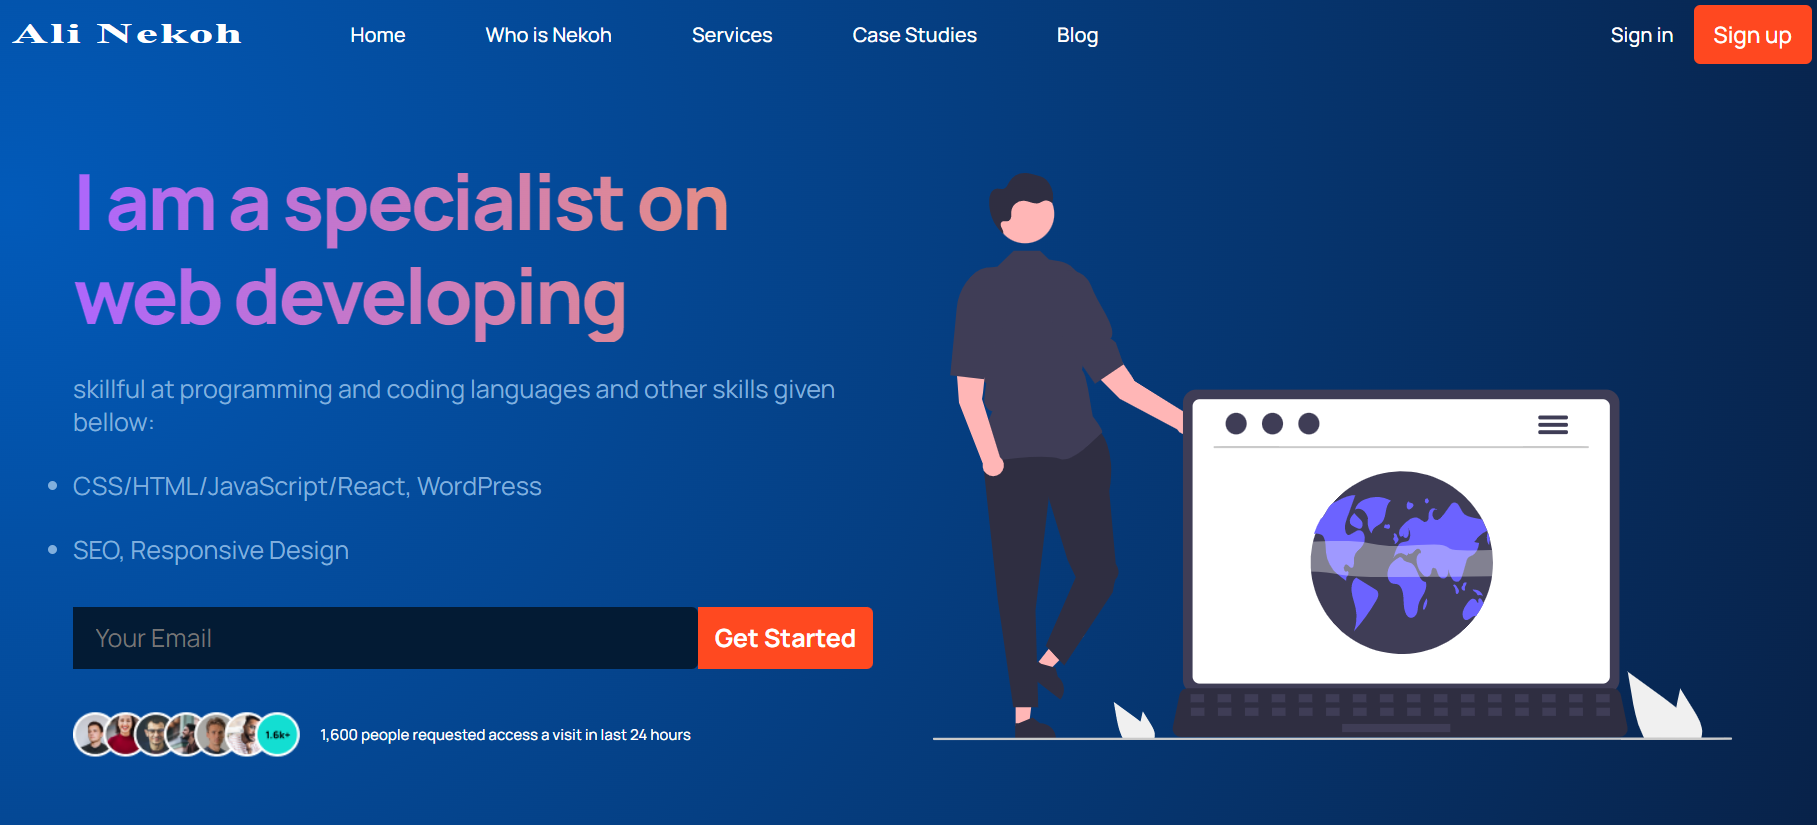 Ali Nekoh
Home
Who is Nekoh
Services
Case Studies
Blog
Sign in
Sign up
I am a specialist on
web developing
skillful at programming and coding languages and other skills given
bellow:
CSS/HTML/JavaScript/React, WordPress
SEO, Responsive Design
Your Email
Get Started
1.6k+
1,600 people requested access a visit in last 24 hours